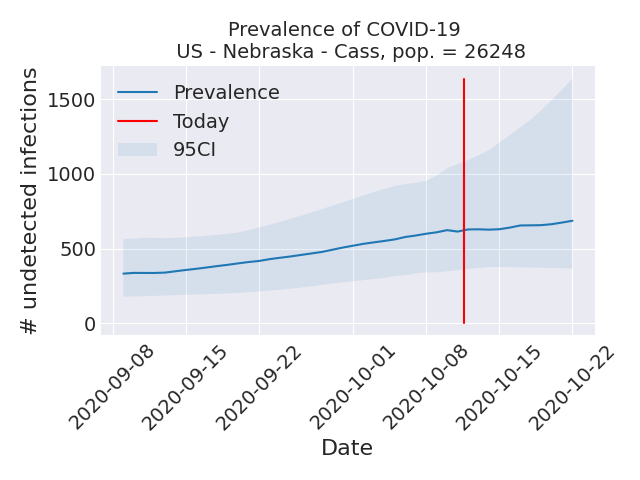 Prevalence of COVID-19
US - Nebraska - Cass, pop. = 26248
# undetected infections
1500
1000
500
0
Prevalence
Today
95CI
2020-09-08
2020-09-15
2020-09-22
2020-10-01
2020-10-08
2020-10-15
2020-10-22
Date